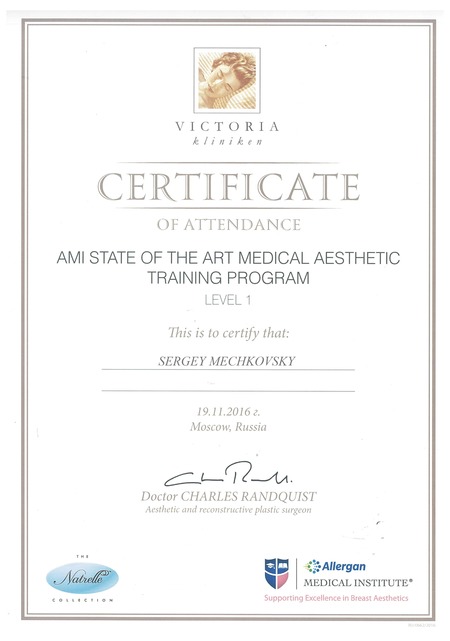 VICTORIA
kliniken
CERTIFICATE
OF ATTENDANCE
AMI STATE OF THE ART MEDICAL AESTHETIC
TRAINING PROGRAM
LEVEL 1
This is to certify that:
SERGEY MECHKOVSKY
19.11.2016 г.
Moscow, Russia
Doctor CHARLES RANDQUIST
Aesthetic and reconstructive plastic surgeon
THE
Natrelle
COLLECTION
Allergan
MEDICAL INSTITUTE®
Supporting Excellence in Breast Aesthetics